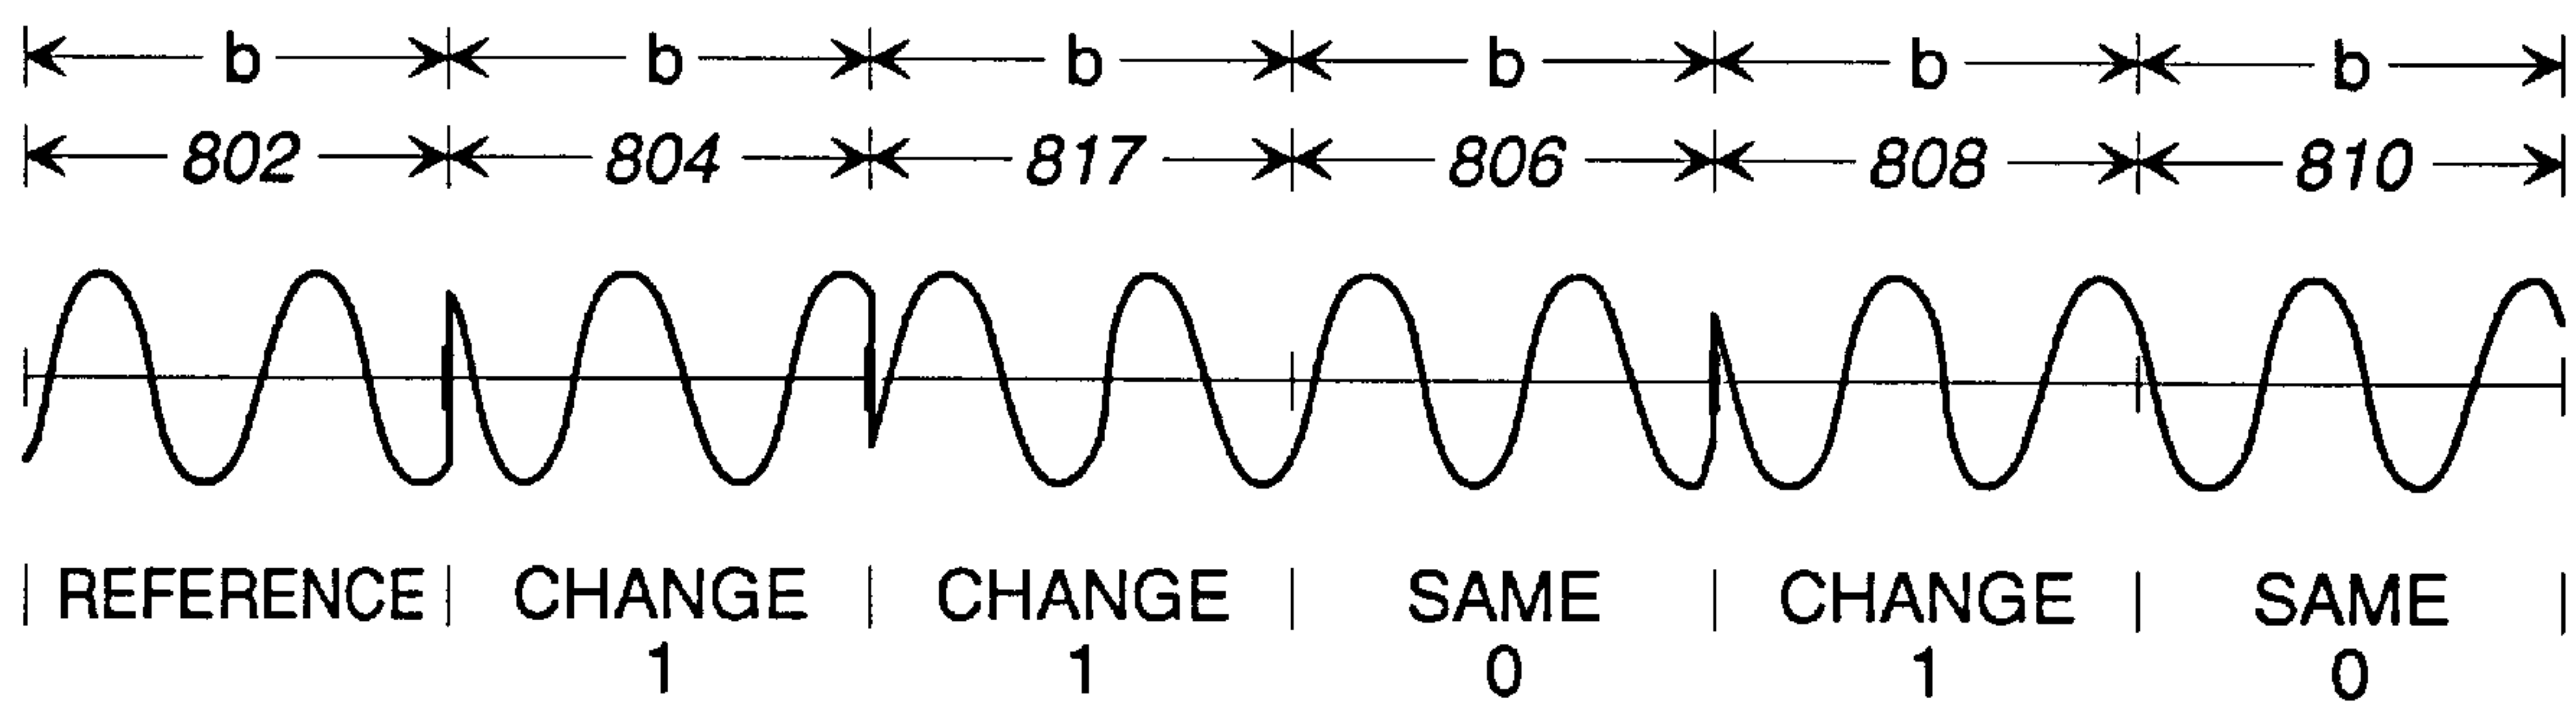 b b b b b b
802 804 817 806 808 810
REFERENCE CHANGE CHANGE SAME CHANGE SAME
1 1 0 1 0